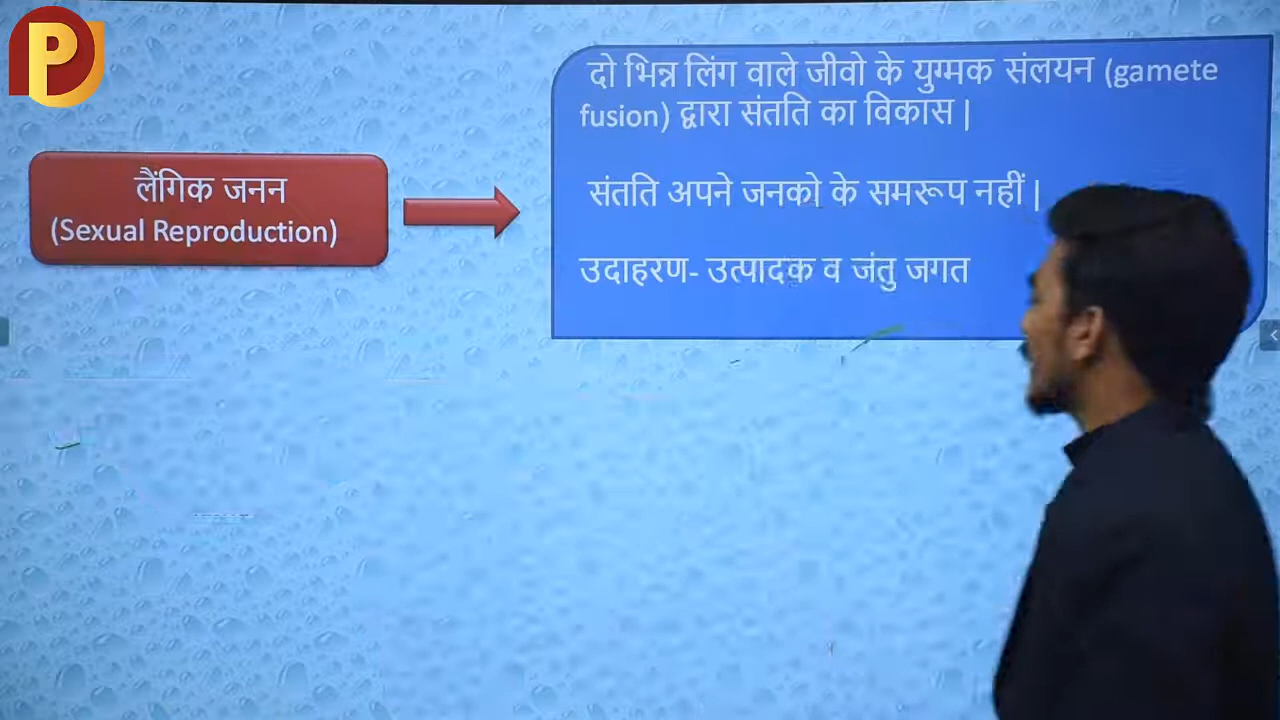 P
लैंगिक जनन
(Sexual Reproduction)
दो भिन्न लिंग वाले जीवो के युग्मक संलयन (gamete
fusion) द्वारा संतति का विकास |
संतति अपने जनको के समरूप नहीं |
उदाहरण- उत्पादक व जंतु जगत